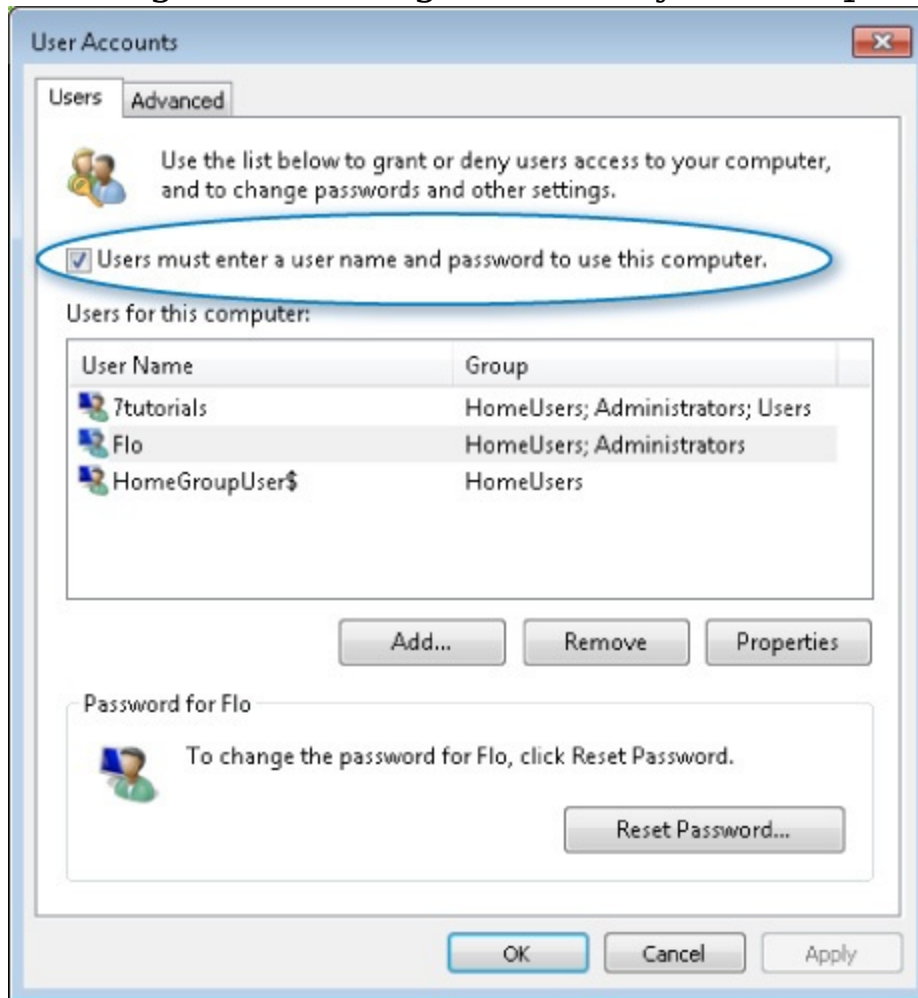 User Accounts
Users Advanced
Use the list below to grant or deny users access to your computer,
and to change passwords and other settings.
Users must enter a user name and password to use this computer.
Users for this computer:
User Name Group
7tutorials HomeUsers; Administrators; Users
Flo HomeUsers; Administrators
HomeGroupUser$ HomeUsers
Add... Remove Properties
Password for Flo
To change the password for Flo, click Reset Password.
Reset Password...
OK Cancel Apply